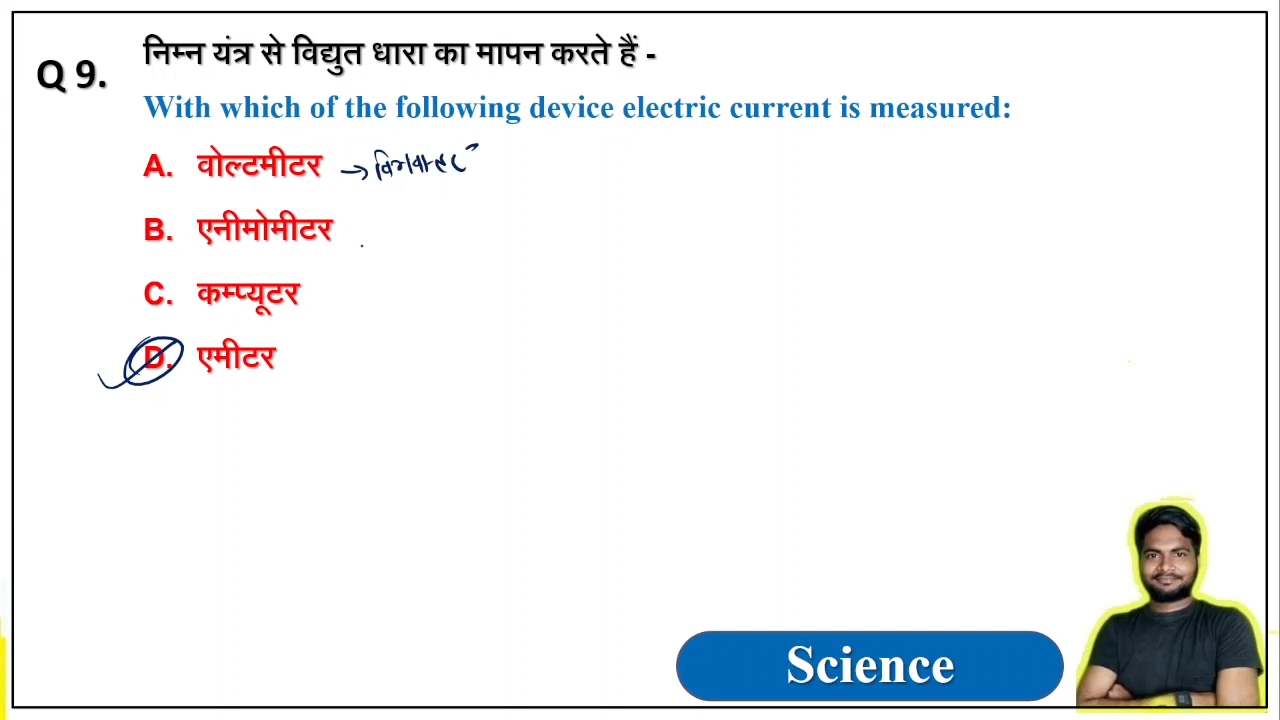 Q 9.
निम्न यंत्र से विद्युत धारा का मापन करते हैं -
With which of the following device electric current is measured:
A. वोल्टमीटर
B. एनीमोमीटर
C. कम्प्यूटर
D. एमीटर
Science